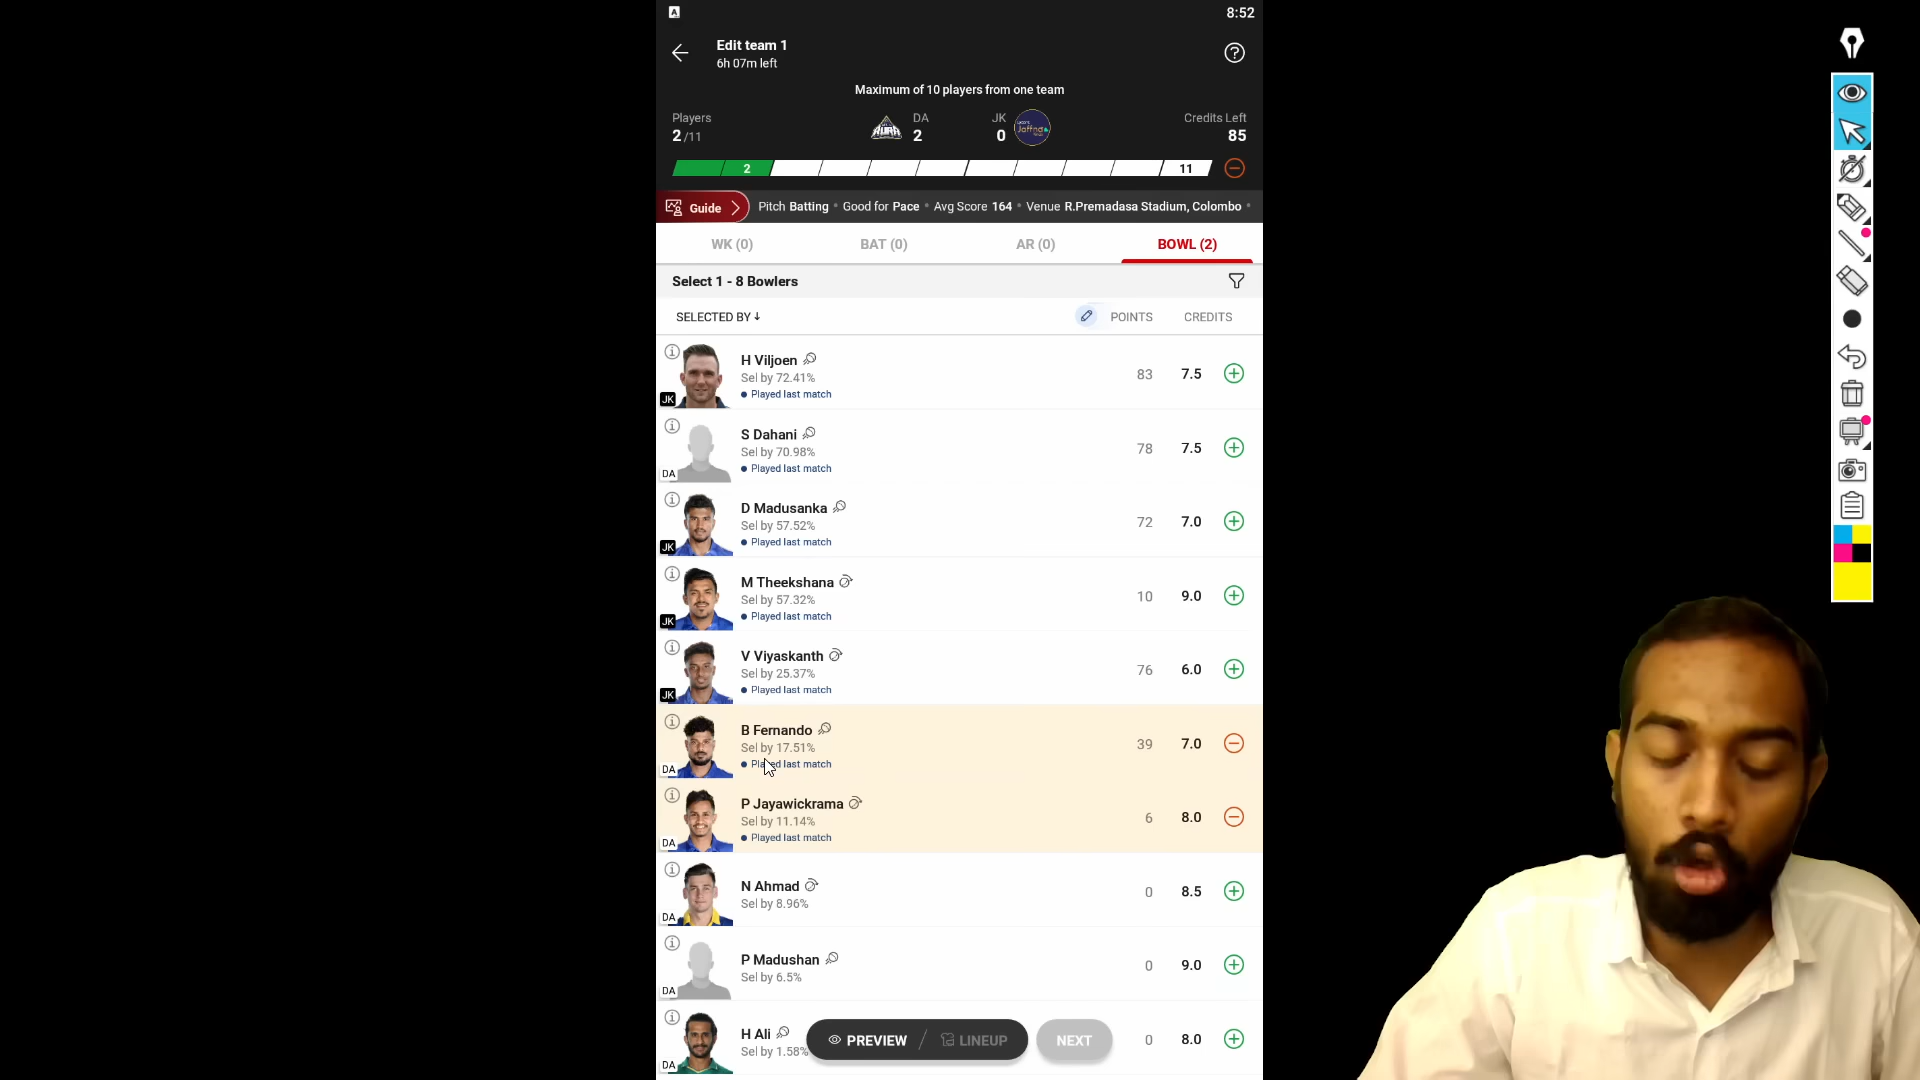 A
8:52
Edit team 1
6h 07m left
Maximum of 10 players from one team
Players
2 /11
DA
2
JK
0
Jaffna
Credits Left
85
2
11
Guide
Pitch Batting • Good for Pace • Avg Score 164 • Venue R.Premadasa Stadium, Colombo •
WK (0)
BAT (0)
AR (0)
BOWL (2)
Select 1 - 8 Bowlers
SELECTED BY
POINTS
CREDITS
H Viljoen
Sel by 72.41%
Played last match
JK
83
7.5
S Dahani
Sel by 70.98%
Played last match
DA
78
7.5
D Madusanka
Sel by 57.52%
Played last match
JK
72
7.0
M Theekshana
Sel by 57.32%
Played last match
JK
10
9.0
V Viyaskanth
Sel by 25.37%
Played last match
JK
76
6.0
B Fernando
Sel by 17.51%
Played last match
DA
39
7.0
P Jayawickrama
Sel by 11.14%
Played last match
DA
6
8.0
N Ahmad
Sel by 8.96%
DA
0
8.5
P Madushan
Sel by 6.5%
DA
0
9.0
H Ali
Sel by 1.58%
DA
0
8.0
PREVIEW
LINEUP
NEXT